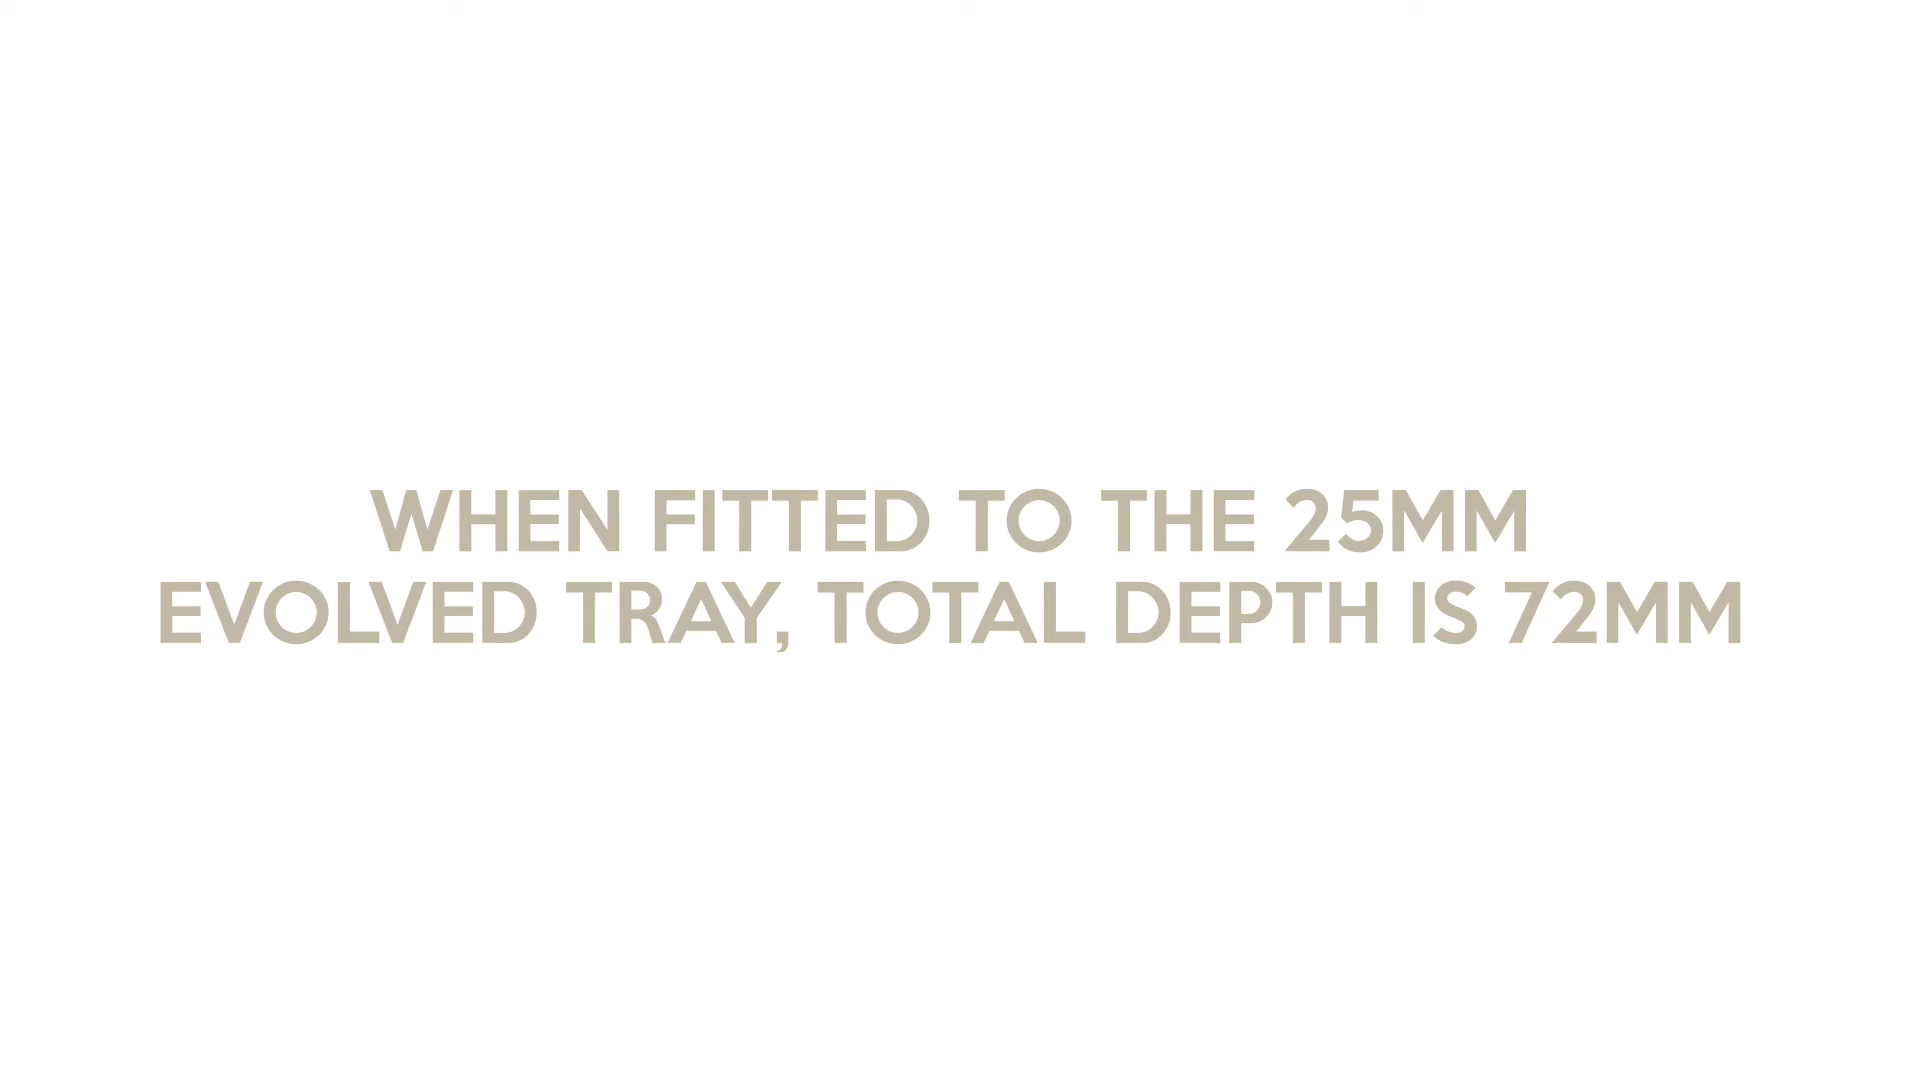 WHEN FITTED TO THE 25MM
EVOLVED TRAY, TOTAL DEPTH IS 72MM